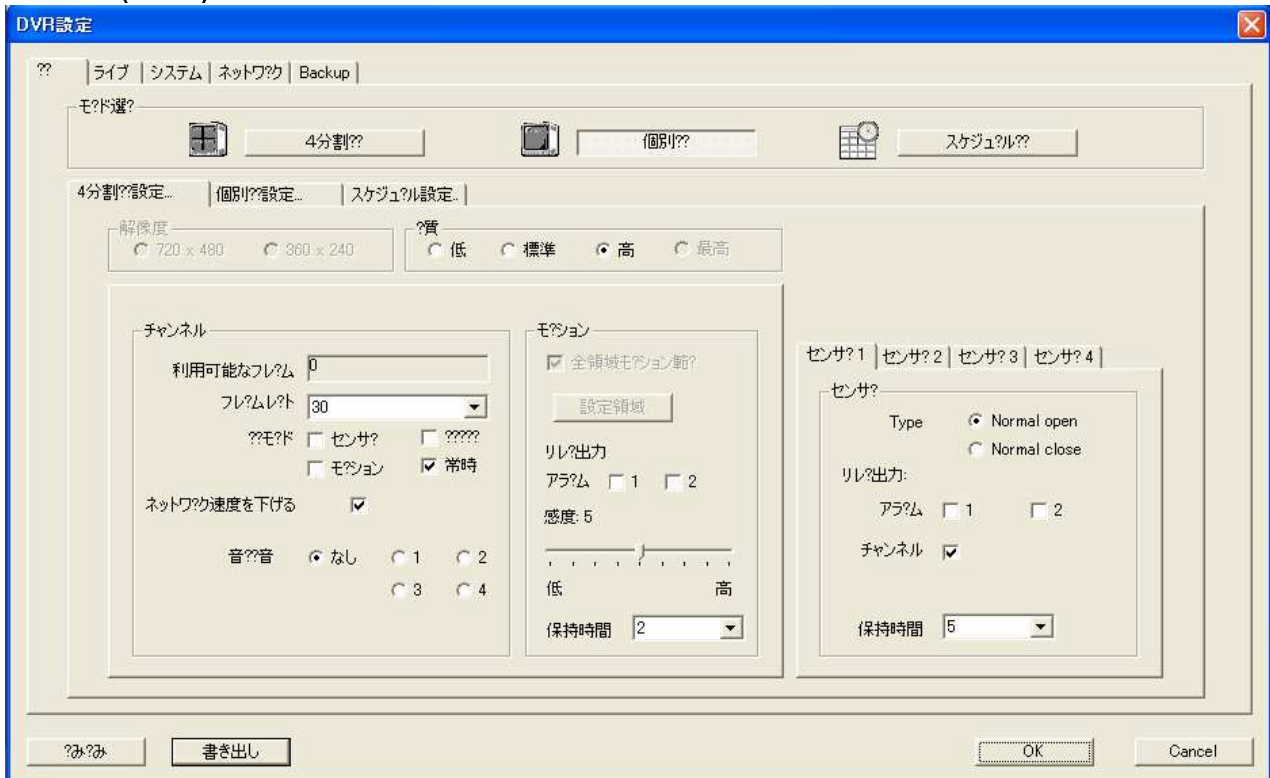 DVR設定
??
ライブ
システム
ネットワ?ク
Backup
モ?ド選?
4分割??
個別??
スケジュ?ル??
4分割??設定...
個別??設定...
スケジュ?ル設定..
解像度
720 x 480
360 x 240
?質
低
標準
高
最高
チャンネル
利用可能なフレ?ム 0
フレ?ムレ?ト 30
??モ?ド センサ? ?????
モ?ション 常時
ネットワ?ク速度を下げる
音??音 なし 1 2
3 4
モ?ション
全領域モ?ション範?
設定領域
リレ?出力
アラ?ム 1 2
感度: 5
低 高
保持時間 2
センサ? 1
センサ? 2
センサ? 3
センサ? 4
センサ?
Type Normal open
Normal close
リレ?出力:
アラ?ム 1 2
チャンネル
保持時間 5
?み?み
書き出し
OK
Cancel